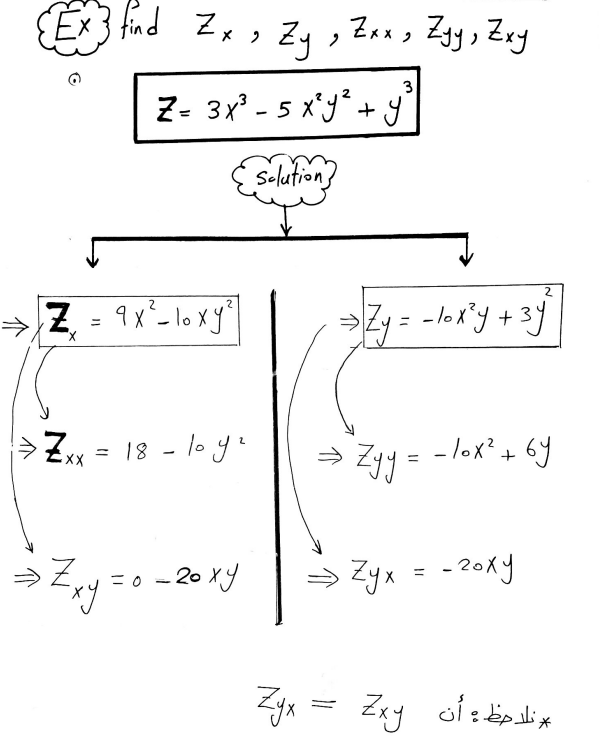 Ex find Zx , Zy , Zxx , Zyy , Zxy
Z = 3x³ - 5x²y² + y³
Solution
⇒ Zx = 9x² - 10xy²
⇒ Zxx = 18 - 10y²
⇒ Zxy = 0 - 20xy
⇒ Zy = -10x²y + 3y²
⇒ Zyy = -10x² + 6y
⇒ Zyx = -20xy
* نلاحظ : أن Zyx = Zxy